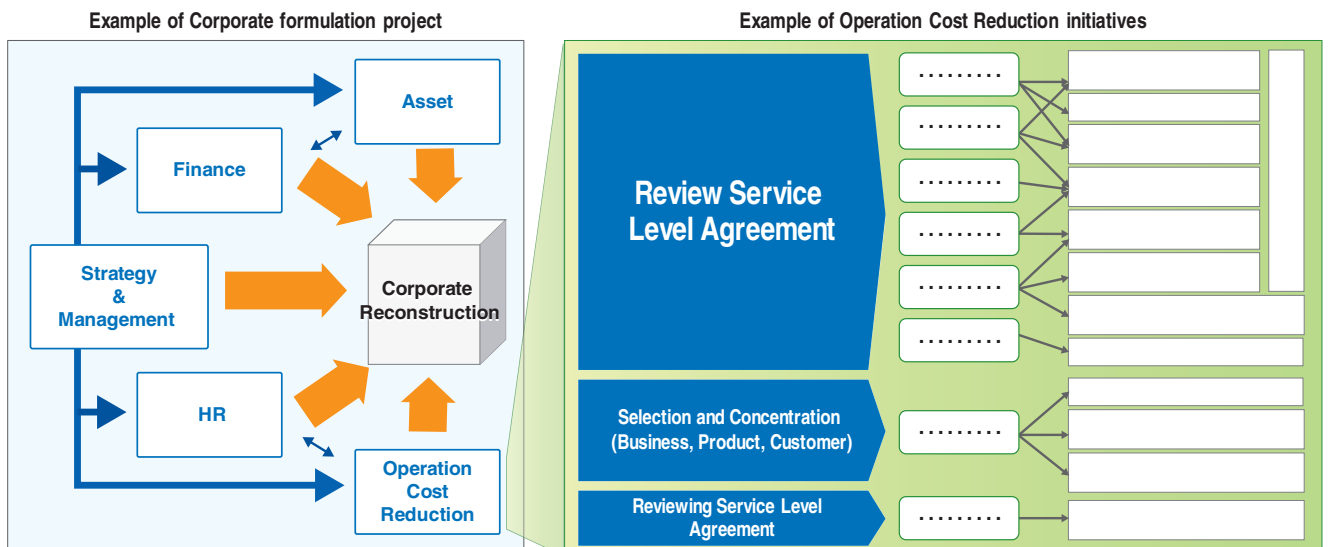 Example of Corporate formulation project
Asset
Finance
Strategy
&
Management
Corporate
Reconstruction
HR
Operation
Cost
Reduction
Example of Operation Cost Reduction initiatives
Review Service
Level Agreement
.........
.........
.........
.........
.........
.........
Selection and Concentration
(Business, Product, Customer)
.........
Reviewing Service Level
Agreement
.........